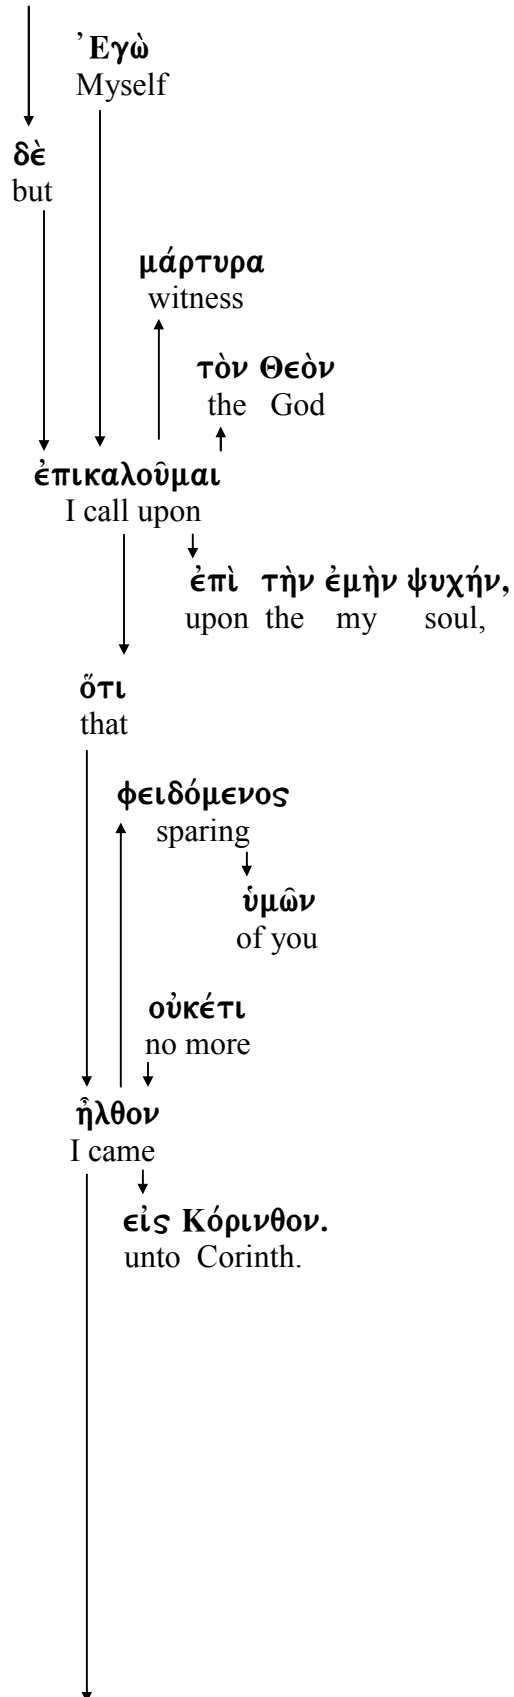 Ἐγὼ
Myself
δὲ
but
μάρτυρα
witness
τὸν Θεὸν
the God
ἐπικαλοῦμαι
I call upon
ἐπὶ τὴν ἐμὴν ψυχήν,
upon the my soul,
ὅτι
that
φειδόμενος
sparing
ὑμῶν
of you
οὐκέτι
no more
ἦλθον
I came
εἰς Κόρινθον.
unto Corinth.